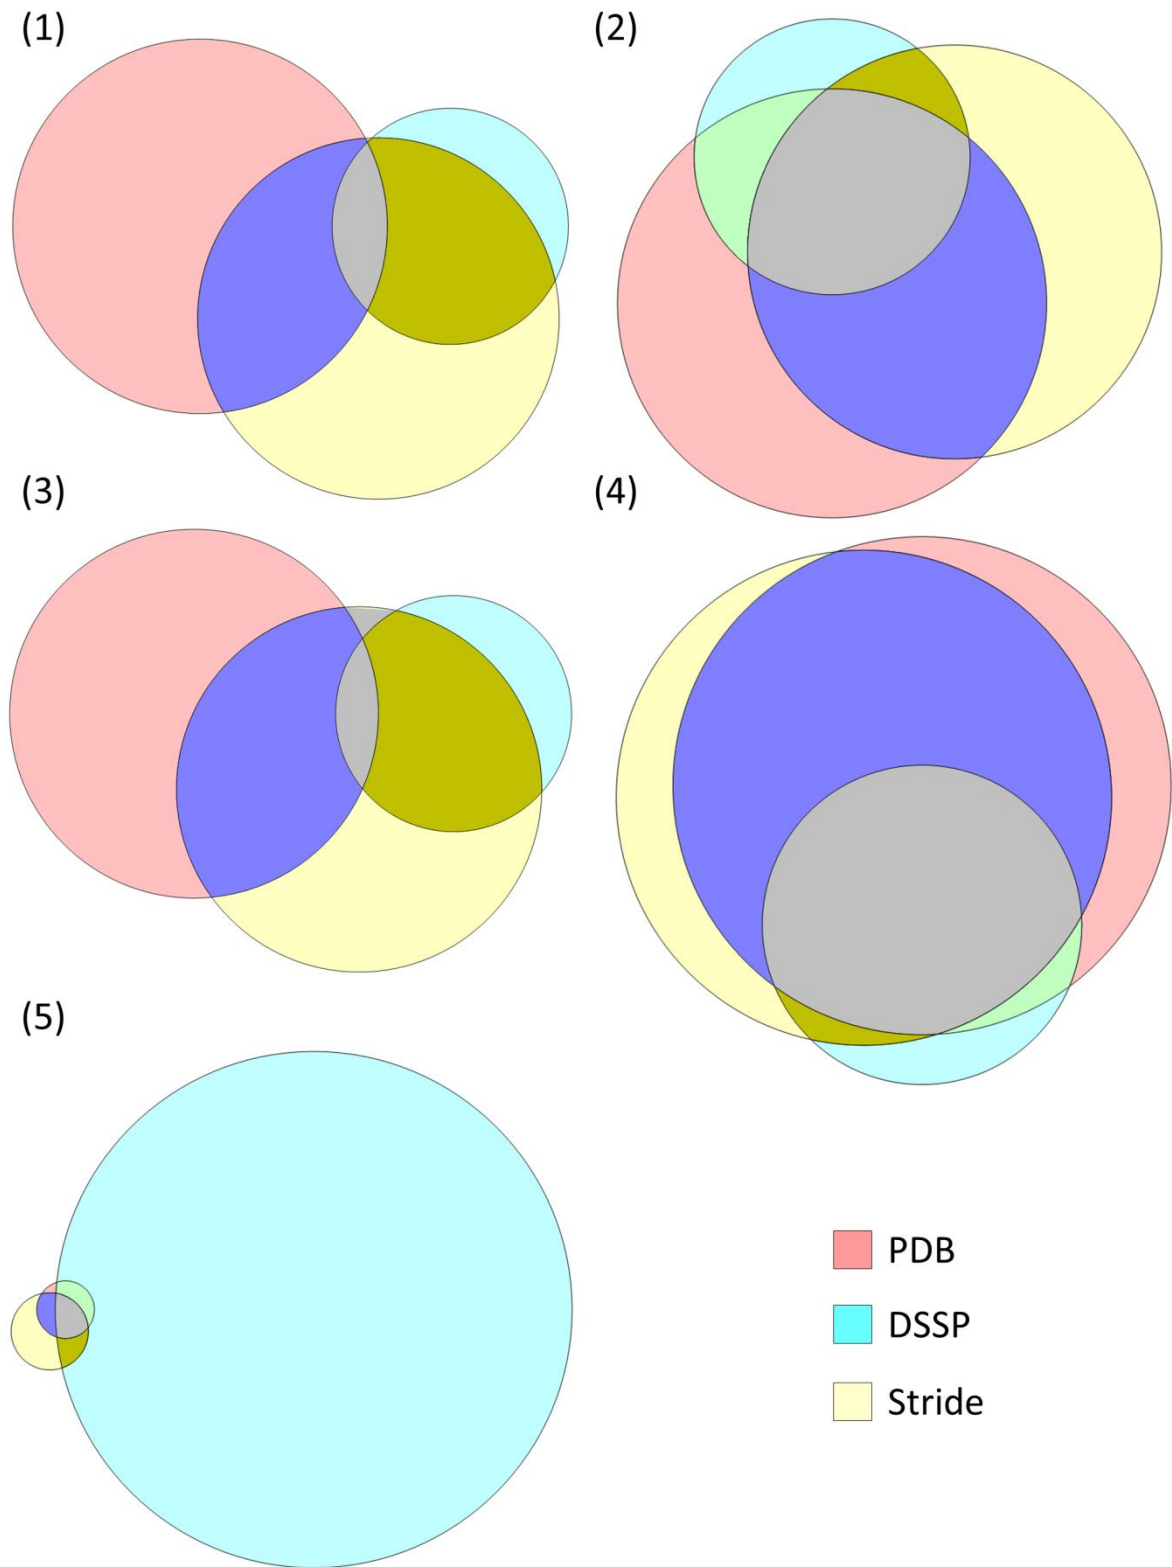 (1)
(2)
(3)
(4)
(5)
PDB
DSSP
Stride